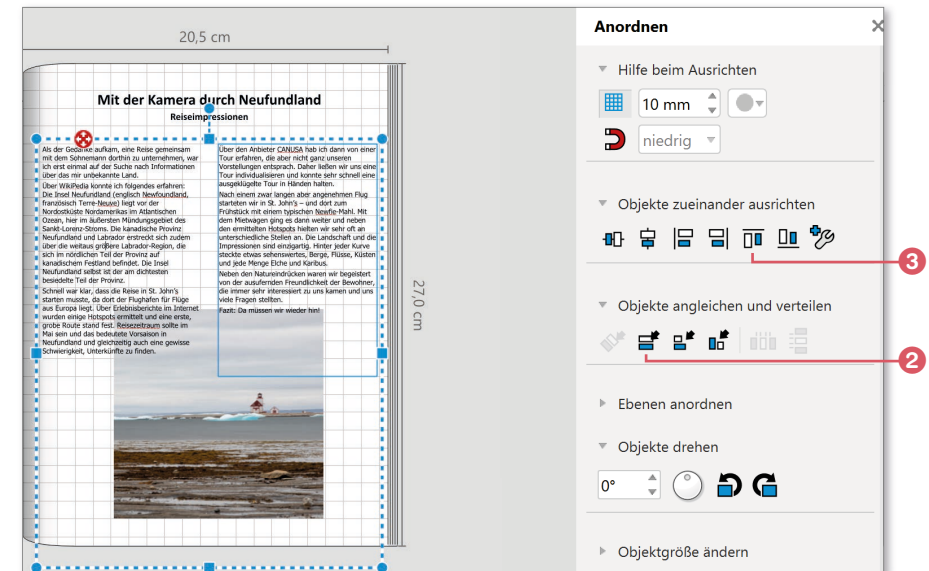 20,5 cm
Mit der Kamera durch Neufundland
Reiseimpressionen
Als der Gedanke aufkam, eine Reise gemeinsam
mit dem Sohnemann dorthin zu unternehmen, war
ich erst einmal auf der Suche nach Informationen
über das mir unbekannte Land.
Über WikiPedia konnte ich folgendes erfahren:
Die Insel Neufundland (englisch Newfoundland,
französisch Terre-Neuve) liegt vor der
Nordostküste Nordamerikas im Atlantischen
Ozean, hier im äußersten Mündungsgebiet des
Sankt-Lorenz-Stroms. Die kanadische Provinz
Neufundland und Labrador erstreckt sich zudem
über die weitaus größere Labrador-Region, die
sich im nördlichen Teil der Provinz auf
kanadischem Festland befindet. Die Insel
Neufundland selbst ist der am dichtesten
besiedelte Teil der Provinz.
Schnell war klar, dass die Reise in St. John's
starten musste, da dort der Flughafen für Flüge
aus Europa liegt. Über Erlebnisberichte im Internet
wurden einige Hotspots ermittelt und eine erste,
grobe Route stand fest. Reisezeitraum sollte im
Mai sein und das bedeutete Vorsaison in
Neufundland und gleichzeitig auch eine gewisse
Schwierigkeit, Unterkünfte zu finden.
Über den Anbieter CANUSA hab ich dann von einer
Tour erfahren, die aber nicht ganz unseren
Vorstellungen entsprach. Daher ließen wir uns eine
Tour individualisieren und konnte sehr schnell eine
ausgeklügelte Tour in Händen halten.
Nach einem zwar langen aber angenehmen Flug
starteten wir in St. John's – und dort zum
Frühstück mit einem typischen Newfie-Mahl. Mit
dem Mietwagen ging es dann weiter und neben
den ermittelten Hotspots hielten wir sehr oft an
unterschiedliche Stellen an. Die Landschaft und die
Impressionen sind einzigartig. Hinter jeder Kurve
steckte etwas sehenswertes, Berge, Flüsse, Küsten
und jede Menge Elche und Karibus.
Neben den Natureindrücken waren wir begeistert
von der ausufernden Freundlichkeit der Bewohner,
die immer sehr interessiert zu uns kamen und uns
viele Fragen stellten.
Fazit: Da müssen wir wieder hin!
27,0 cm
Anordnen
Hilfe beim Ausrichten
10 mm
niedrig
Objekte zueinander ausrichten
3
Objekte angleichen und verteilen
2
Ebenen anordnen
Objekte drehen
0°
Objektgröße ändern